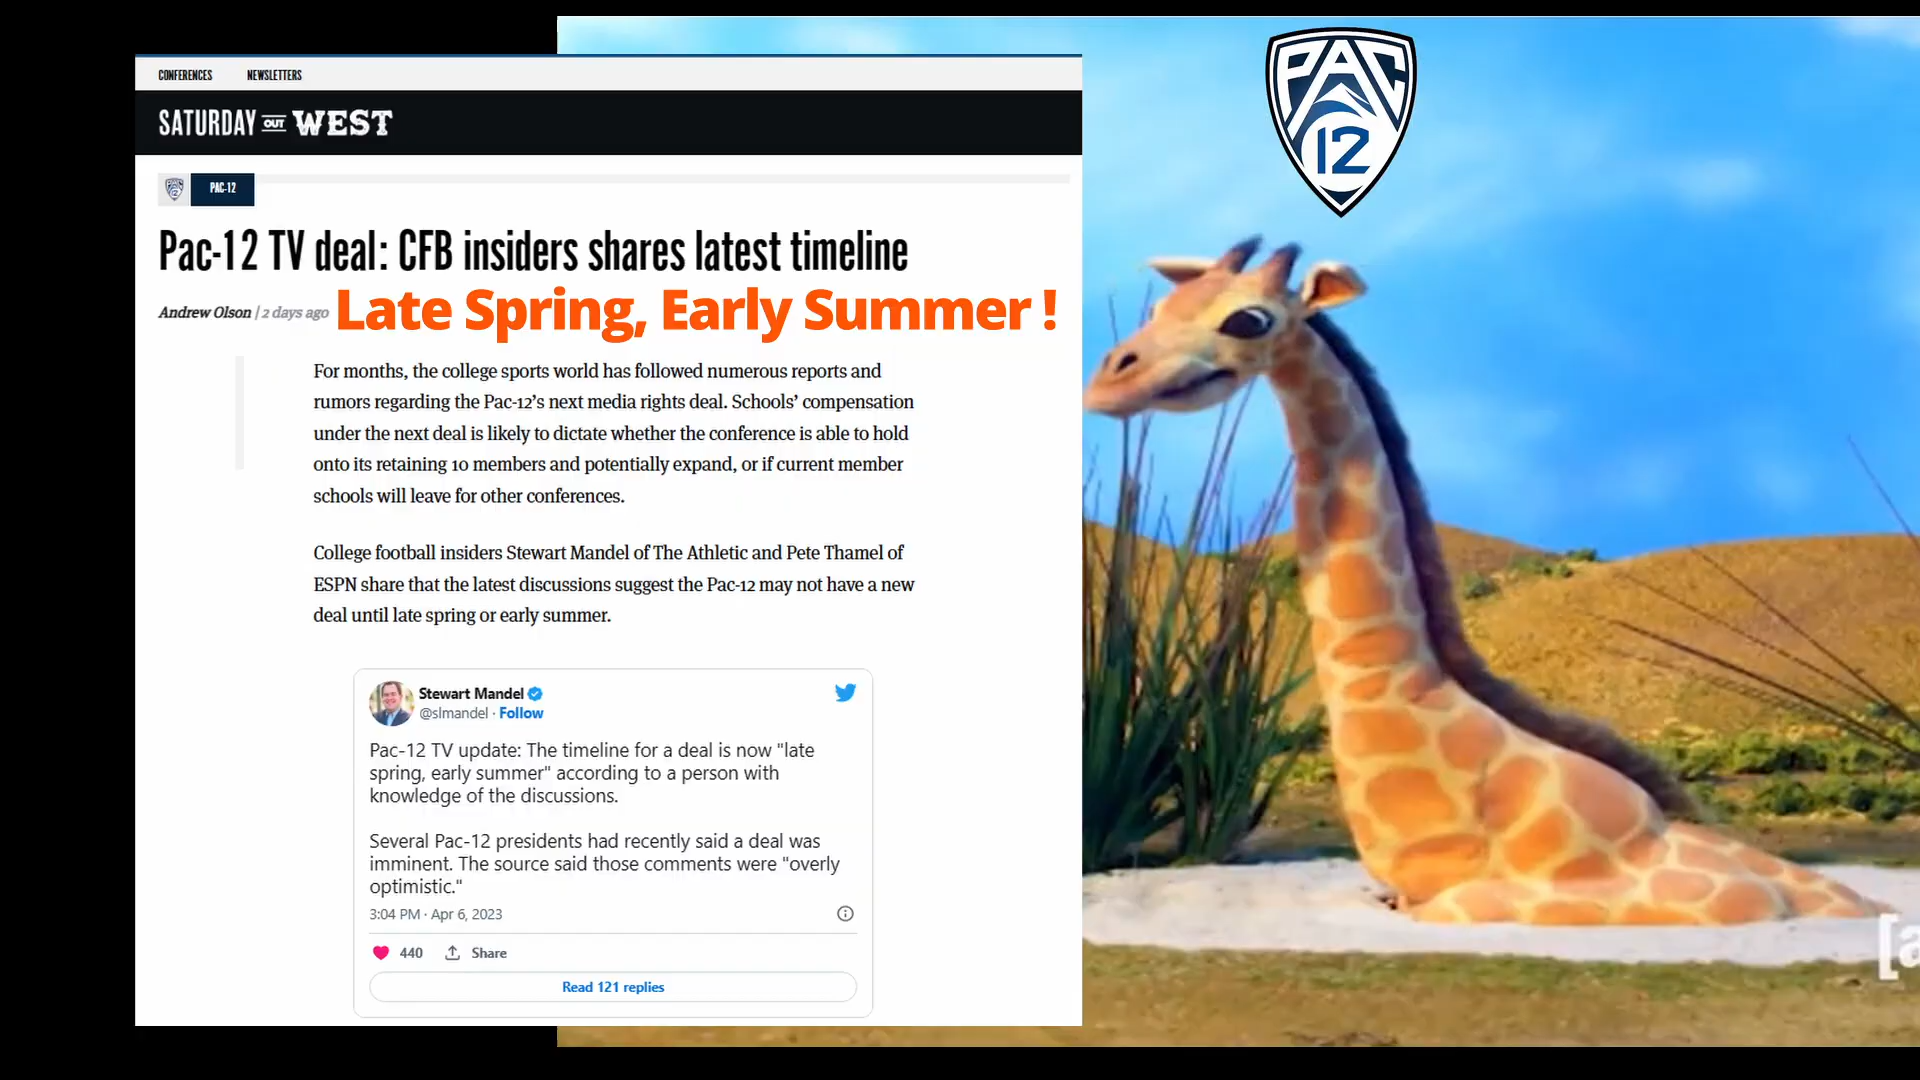 CONFERENCES NEWSLETTERS
SATURDAY OUT WEST
PAC 12
PAC-12
Pac-12 TV deal: CFB insiders shares latest timeline
Andrew Olson | 2 days ago
Late Spring, Early Summer !
For months, the college sports world has followed numerous reports and
rumors regarding the Pac-12’s next media rights deal. Schools’ compensation
under the next deal is likely to dictate whether the conference is able to hold
onto its retaining 10 members and potentially expand, or if current member
schools will leave for other conferences.
College football insiders Stewart Mandel of The Athletic and Pete Thamel of
ESPN share that the latest discussions suggest the Pac-12 may not have a new
deal until late spring or early summer.
Stewart Mandel
@slmandel · Follow
Pac-12 TV update: The timeline for a deal is now "late
spring, early summer" according to a person with
knowledge of the discussions.
Several Pac-12 presidents had recently said a deal was
imminent. The source said those comments were "overly
optimistic."
3:04 PM · Apr 6, 2023
440 Share
Read 121 replies
PAC
12
[a